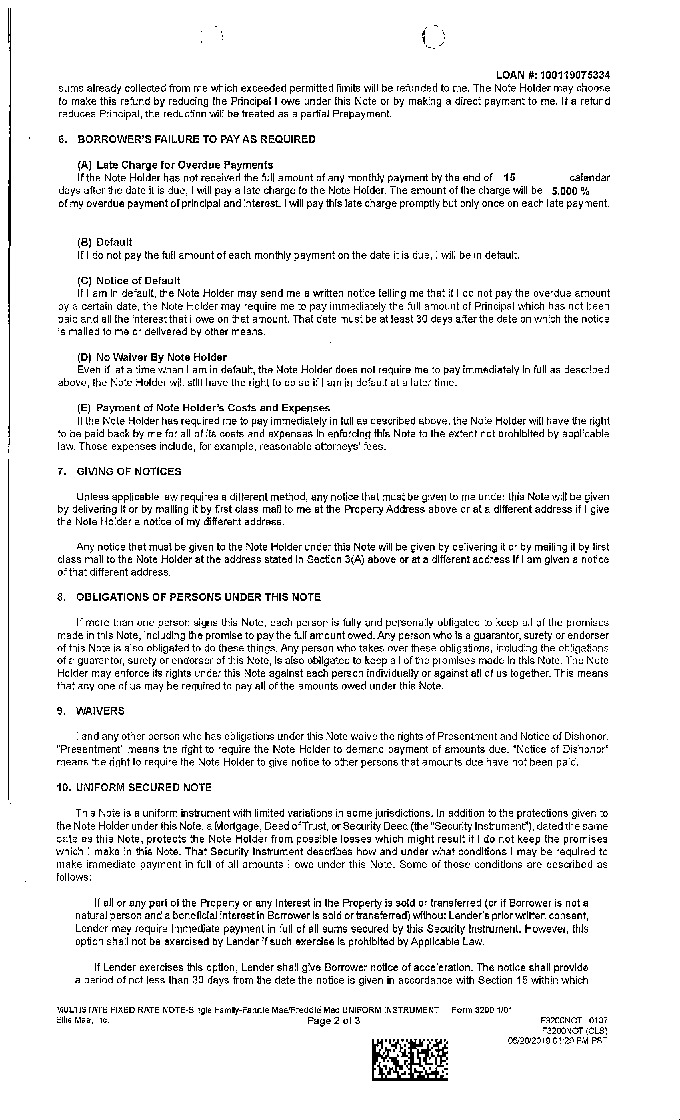 LOAN #: 100119075334
sums already collected from me which exceeded permitted limits will be refunded to me. The Note Holder may choose
to make this refund by reducing the Principal I owe under this Note or by making a direct payment to me. If a refund
reduces Principal, the reduction will be treated as a partial Prepayment.
6. BORROWER'S FAILURE TO PAY AS REQUIRED
(A) Late Charge for Overdue Payments
If the Note Holder has not received the full amount of any monthly payment by the end of 15 calendar
days after the date it is due, I will pay a late charge to the Note Holder. The amount of the charge will be 5.000 %
of my overdue payment of principal and interest. I will pay this late charge promptly but only once on each late payment.
(B) Default
If I do not pay the full amount of each monthly payment on the date it is due, I will be in default.
(C) Notice of Default
If I am in default, the Note Holder may send me a written notice telling me that if I do not pay the overdue amount
by a certain date, the Note Holder may require me to pay immediately the full amount of Principal which has not been
paid and all the interest that I owe on that amount. That date must be at least 30 days after the date on which the notice
is mailed to me or delivered by other means.
(D) No Waiver By Note Holder
Even if, at a time when I am in default, the Note Holder does not require me to pay immediately in full as described
above, the Note Holder will still have the right to do so if I am in default at a later time.
(E) Payment of Note Holder's Costs and Expenses
If the Note Holder has required me to pay immediately in full as described above, the Note Holder will have the right
to be paid back by me for all of its costs and expenses in enforcing this Note to the extent not prohibited by applicable
law. Those expenses include, for example, reasonable attorneys' fees.
7. GIVING OF NOTICES
Unless applicable law requires a different method, any notice that must be given to me under this Note will be given
by delivering it or by mailing it by first class mail to me at the Property Address above or at a different address if I give
the Note Holder a notice of my different address.
Any notice that must be given to the Note Holder under this Note will be given by delivering it or by mailing it by first
class mail to the Note Holder at the address stated in Section 3(A) above or at a different address if I am given a notice
of that different address.
8. OBLIGATIONS OF PERSONS UNDER THIS NOTE
If more than one person signs this Note, each person is fully and personally obligated to keep all of the promises
made in this Note, including the promise to pay the full amount owed. Any person who is a guarantor, surety or endorser
of this Note is also obligated to do these things. Any person who takes over these obligations, including the obligations
of a guarantor, surety or endorser of this Note, is also obligated to keep all of the promises made in this Note. The Note
Holder may enforce its rights under this Note against each person individually or against all of us together. This means
that any one of us may be required to pay all of the amounts owed under this Note.
9. WAIVERS
I and any other person who has obligations under this Note waive the rights of Presentment and Notice of Dishonor.
"Presentment" means the right to require the Note Holder to demand payment of amounts due. "Notice of Dishonor"
means the right to require the Note Holder to give notice to other persons that amounts due have not been paid.
10. UNIFORM SECURED NOTE
This Note is a uniform instrument with limited variations in some jurisdictions. In addition to the protections given to
the Note Holder under this Note, a Mortgage, Deed of Trust, or Security Deed (the "Security Instrument"), dated the same
date as this Note, protects the Note Holder from possible losses which might result if I do not keep the promises
which I make in this Note. That Security Instrument describes how and under what conditions I may be required to
make immediate payment in full of all amounts I owe under this Note. Some of those conditions are described as
follows:
If all or any part of the Property or any Interest in the Property is sold or transferred (or if Borrower is not a
natural person and a beneficial interest in Borrower is sold or transferred) without Lender's prior written consent,
Lender may require immediate payment in full of all sums secured by this Security Instrument. However, this
option shall not be exercised by Lender if such exercise is prohibited by Applicable Law.
If Lender exercises this option, Lender shall give Borrower notice of acceleration. The notice shall provide
a period of not less than 30 days from the date the notice is given in accordance with Section 15 within which
MULTISTATE FIXED RATE NOTE-Single Family-Fannie Mae/Freddie Mac UNIFORM INSTRUMENT Form 3200 1/01
Ellie Mae, Inc. Page 2 of 3 F3200NOT 0107
F3200NOT (CLS)
06/20/2019 01:29 PM PST